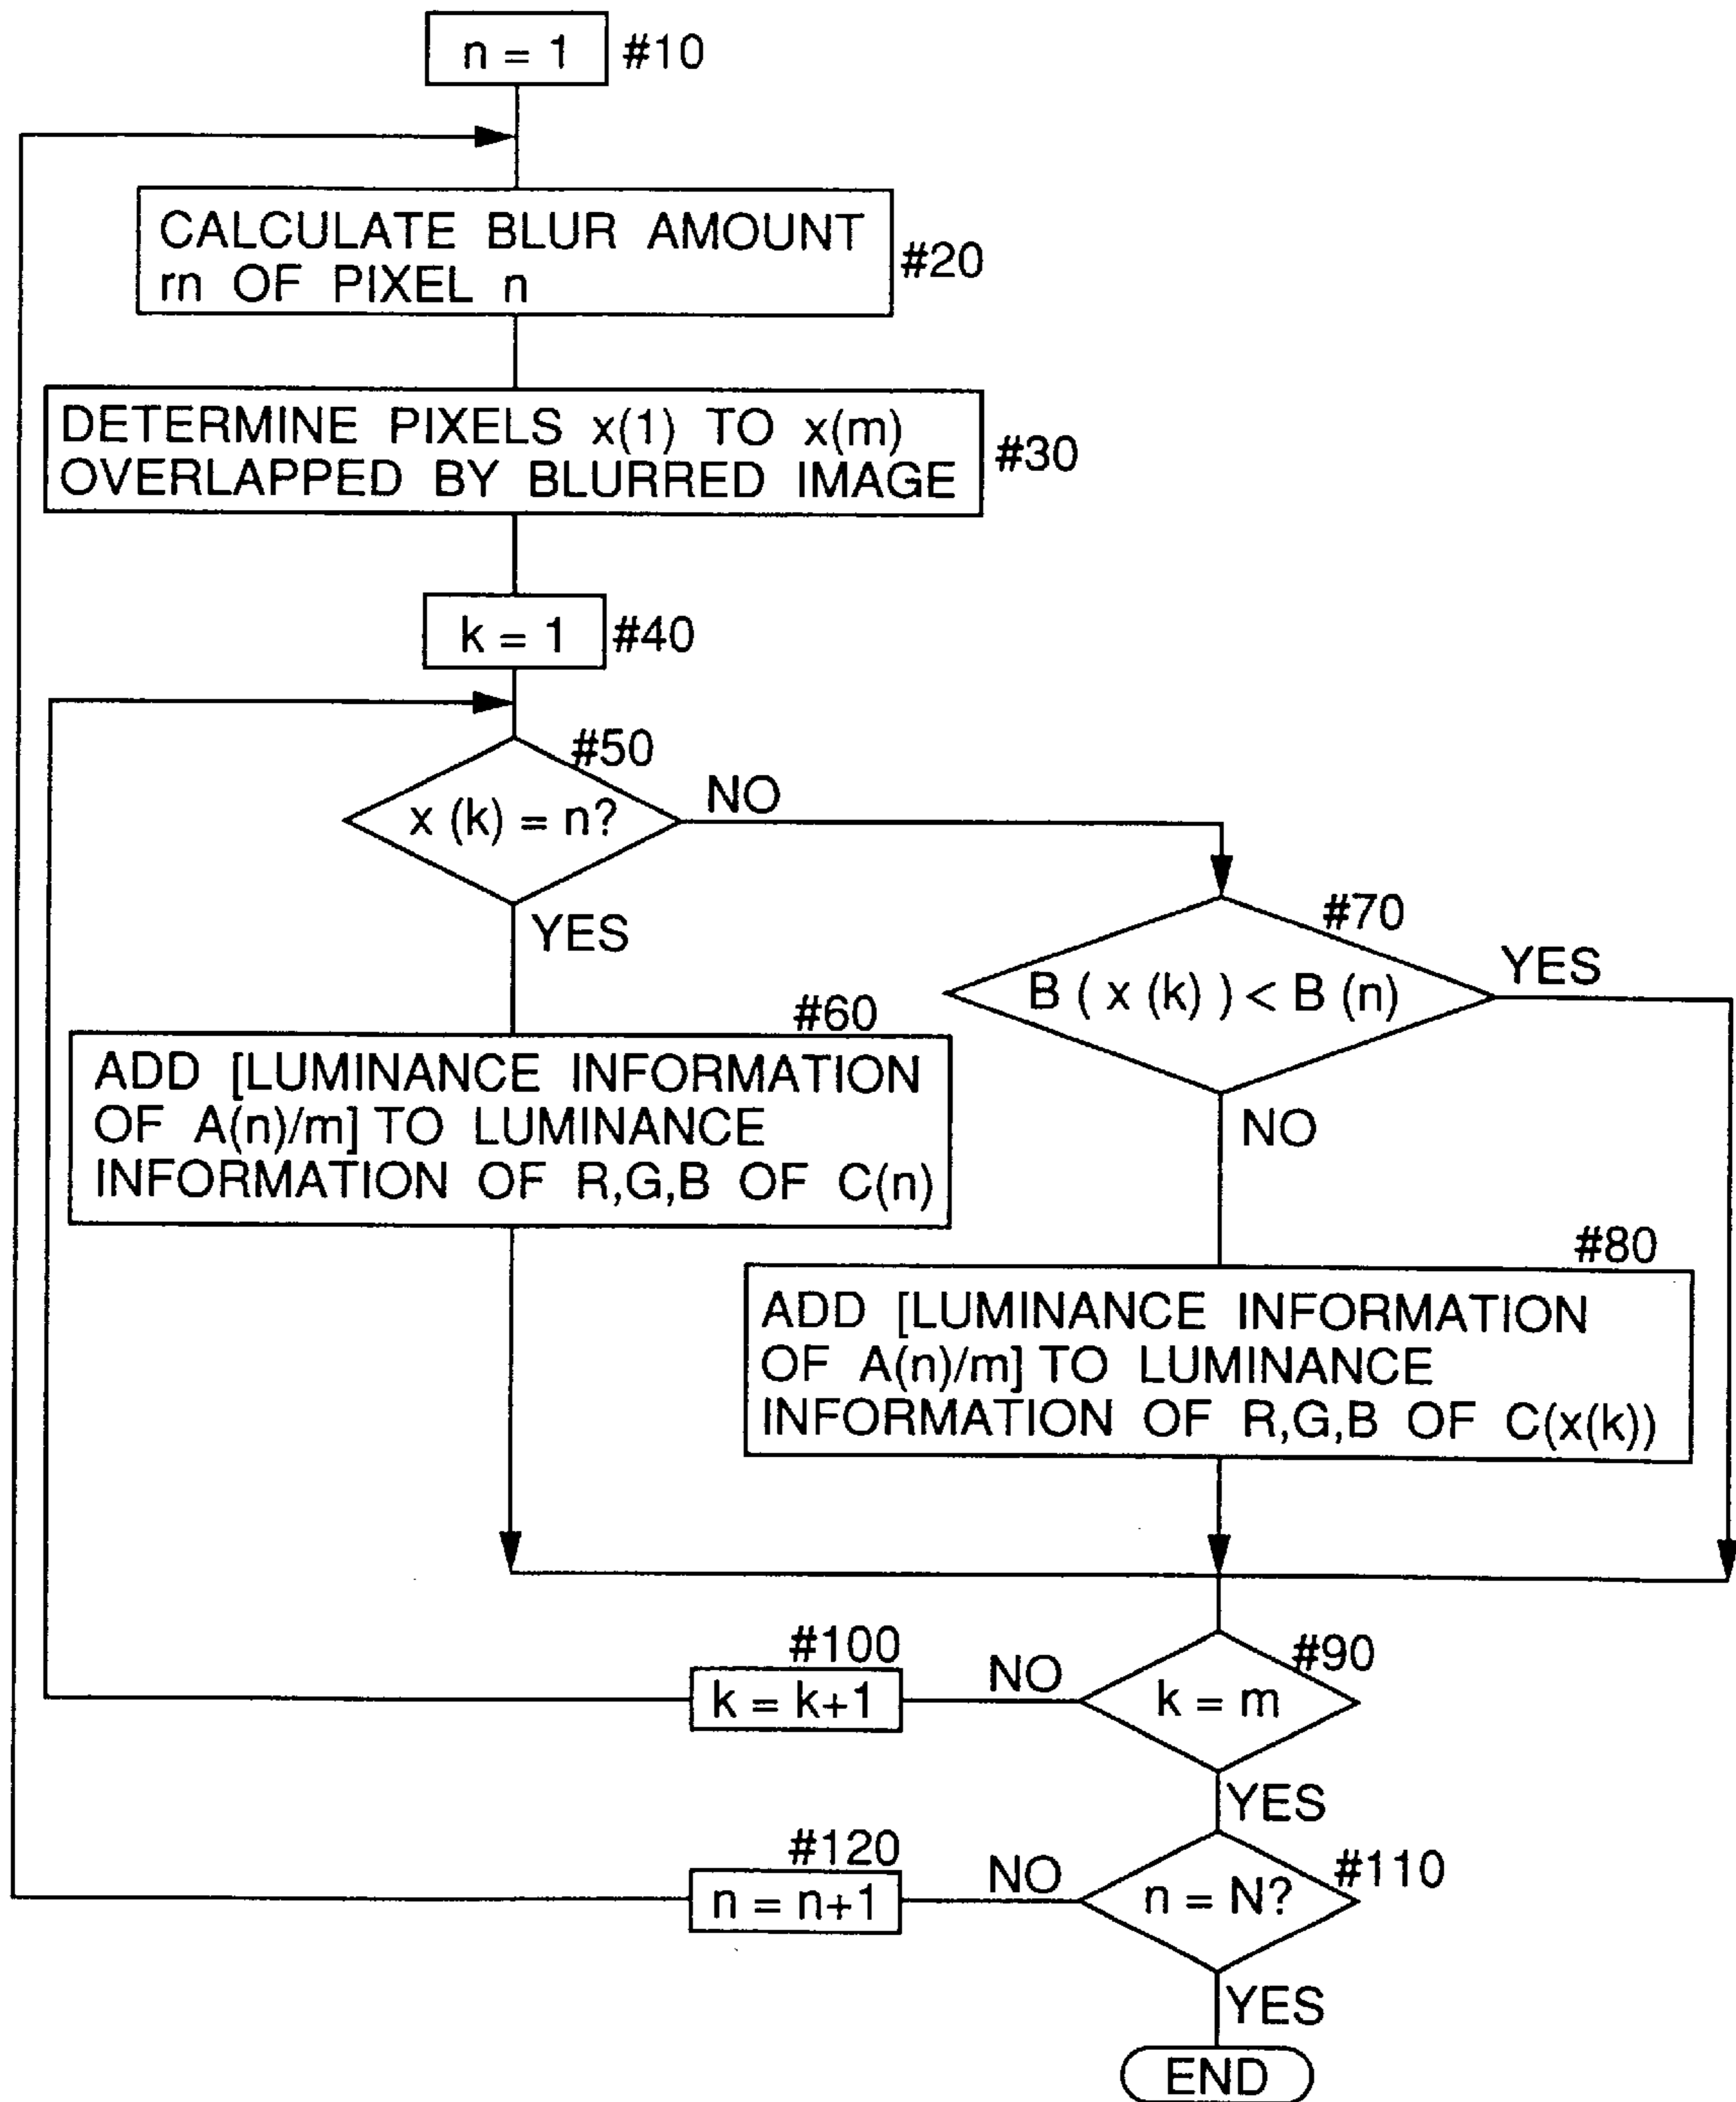 n = 1 #10
CALCULATE BLUR AMOUNT
rn OF PIXEL n
#20
DETERMINE PIXELS x(1) TO x(m)
OVERLAPPED BY BLURRED IMAGE
#30
k = 1 #40
#50
x (k) = n?
NO
YES
#70
B ( x (k) ) < B (n)
YES
NO
#60
ADD [LUMINANCE INFORMATION
OF A(n)/m] TO LUMINANCE
INFORMATION OF R,G,B OF C(n)
#80
ADD [LUMINANCE INFORMATION
OF A(n)/m] TO LUMINANCE
INFORMATION OF R,G,B OF C(x(k))
#90
k = m
NO
#100
k = k+1
YES
#110
n = N?
NO
#120
n = n+1
YES
END